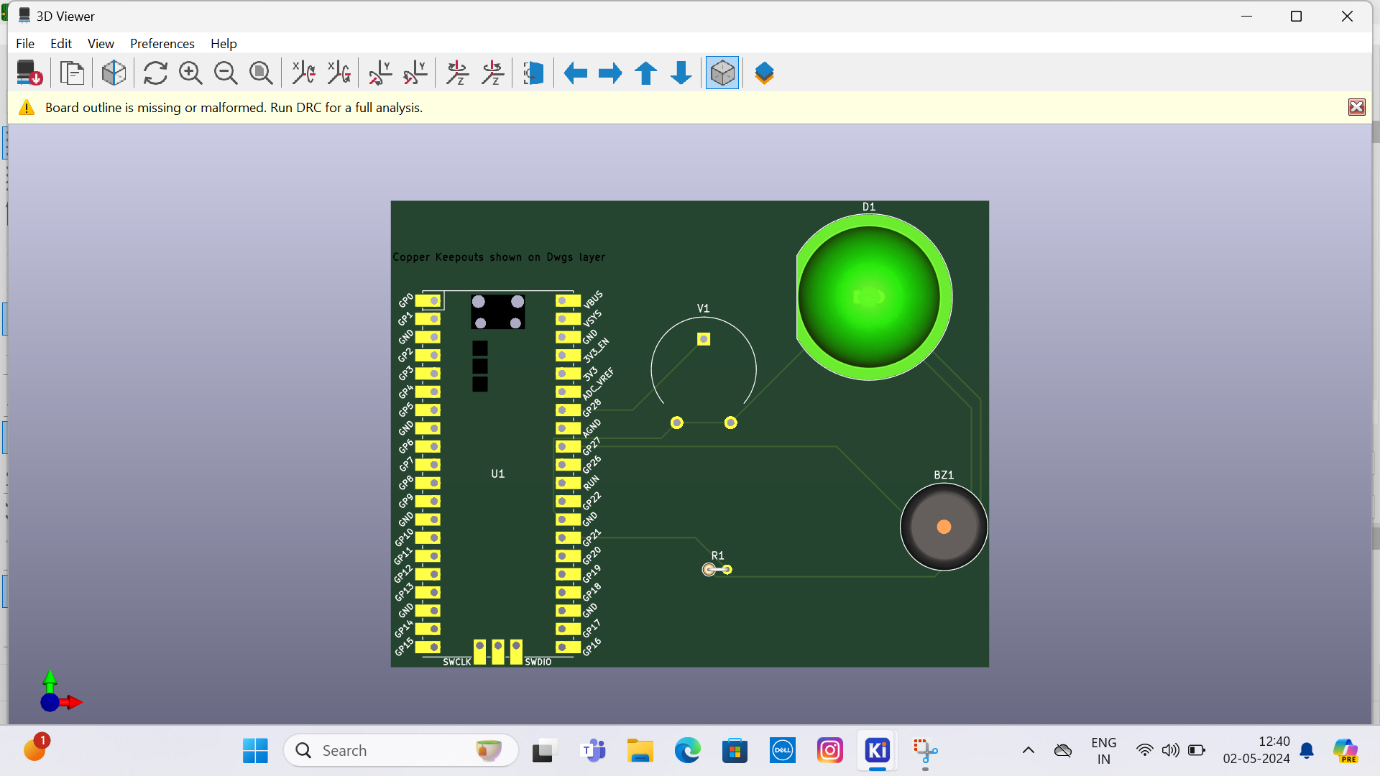 3D Viewer
File Edit View Preferences Help
Board outline is missing or malformed. Run DRC for a full analysis.
D1
Copper Keepouts shown on Dwgs layer
V1
GP0
GP1
GND
GP2
GP3
GP4
GP5
GND
GP6
GP7
GP8
GP9
GND
GP10
GP11
GP12
GP13
GND
GP14
GP15
VBUS
VSYS
GND
3V3_EN
3V3
ADC_VREF
GP28
AGND
GP27
GP26
RUN
GP22
GND
GP21
GP20
GP19
GP18
GND
GP17
GP16
U1
BZ1
R1
SWCLK SWDIO
1
Search
DELL
Ki
ENG
IN
12:40
02-05-2024
PRE